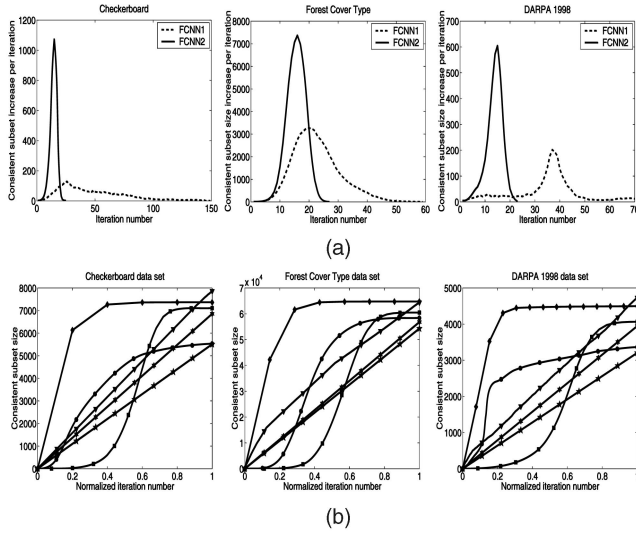 Checkerboard
Forest Cover Type
DARPA 1998
Consistent subset size increase per iteration
1200
1000
800
600
400
200
0
0 50 100 150
Iteration number
FCNN1
FCNN2
Consistent subset size increase per iteration
8000
7000
6000
5000
4000
3000
2000
1000
0
0 10 20 30 40 50 60
Iteration number
FCNN1
FCNN2
Consistent subset size increase per iteration
700
600
500
400
300
200
100
0
0 10 20 30 40 50 60 70
Iteration number
FCNN1
FCNN2
(a)
Checkerboard data set
Forest Cover Type data set
DARPA 1998 data set
Consistent subset size
8000
7000
6000
5000
4000
3000
2000
1000
0
0 0.2 0.4 0.6 0.8 1
Normalized iteration number
Consistent subset size
x 10⁴
7
6
5
4
3
2
1
0
0 0.2 0.4 0.6 0.8 1
Normalized iteration number
Consistent subset size
5000
4000
3000
2000
1000
0
0 0.2 0.4 0.6 0.8 1
Normalized iteration number
(b)